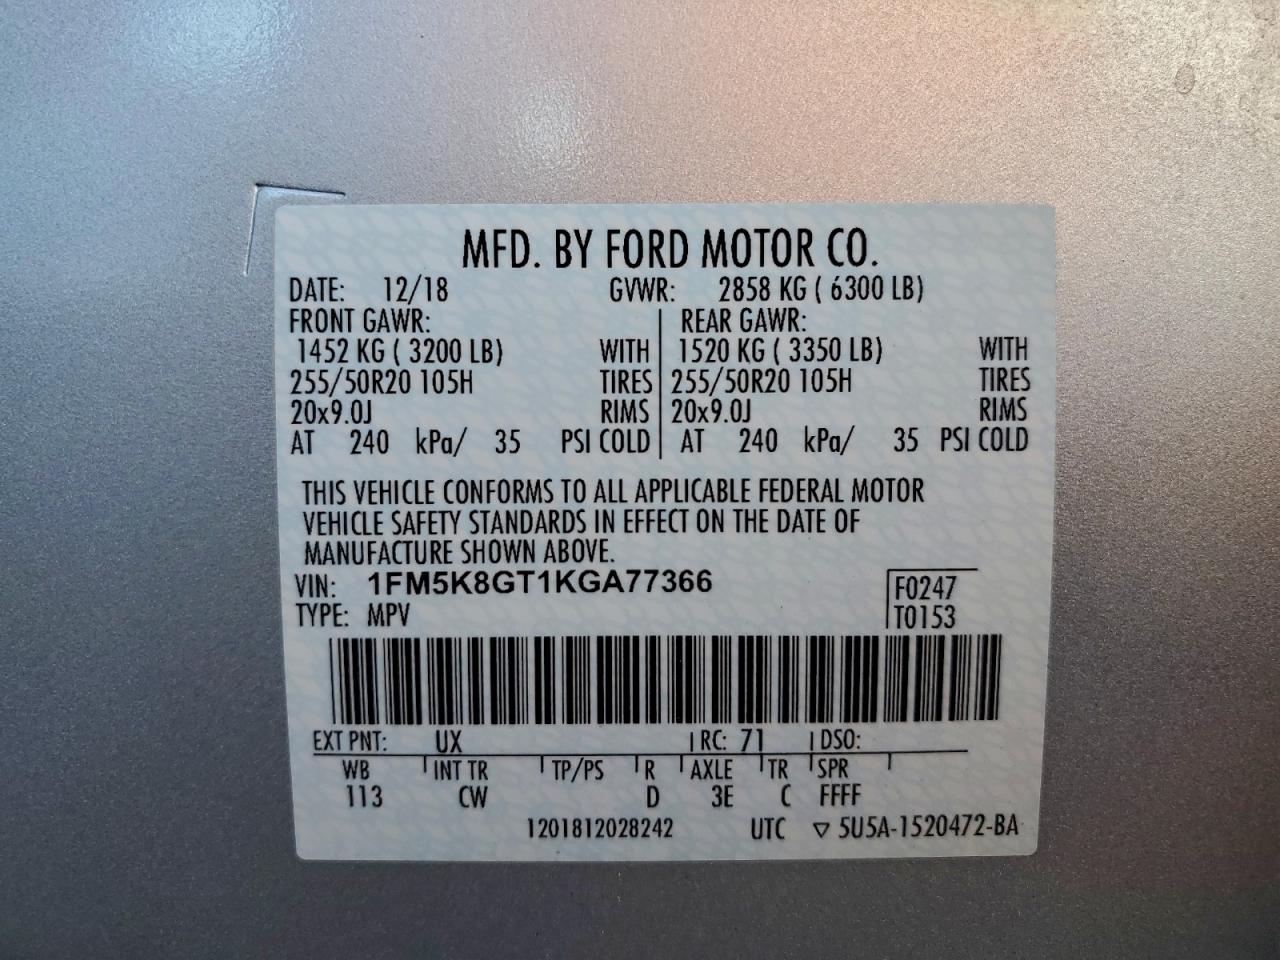 MFD. BY FORD MOTOR CO.
DATE: 12/18 GVWR: 2858 KG ( 6300 LB)
FRONT GAWR: REAR GAWR:
1452 KG ( 3200 LB) WITH 1520 KG ( 3350 LB) WITH
255/50R20 105H TIRES 255/50R20 105H TIRES
20x9.0J RIMS 20x9.0J RIMS
AT 240 kPa/ 35 PSI COLD AT 240 kPa/ 35 PSI COLD
THIS VEHICLE CONFORMS TO ALL APPLICABLE FEDERAL MOTOR
VEHICLE SAFETY STANDARDS IN EFFECT ON THE DATE OF
MANUFACTURE SHOWN ABOVE.
VIN: 1FM5K8GT1KGA77366 F0247
TYPE: MPV T0153
EXT PNT: UX RC: 71 DSO:
WB INT TR TP/PS R AXLE TR SPR
113 CW D 3E C FFFF
1201812028242 UTC ▽ 5U5A-1520472-BA